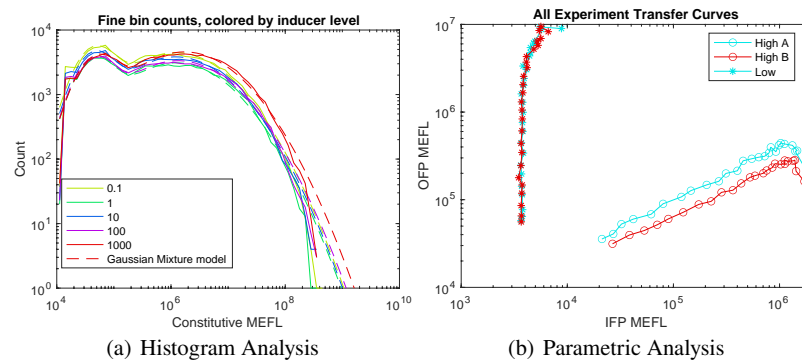 Fine bin counts, colored by inducer level
10^4
10^3
10^2
10^1
10^0
Count
0.1
1
10
100
1000
Gaussian Mixture model
10^4 10^6 10^8 10^10
Constitutive MEFL
(a) Histogram Analysis
All Experiment Transfer Curves
10^7
10^6
10^5
10^4
OFP MEFL
High A
High B
Low
10^3 10^4 10^5 10^6
IFP MEFL
(b) Parametric Analysis